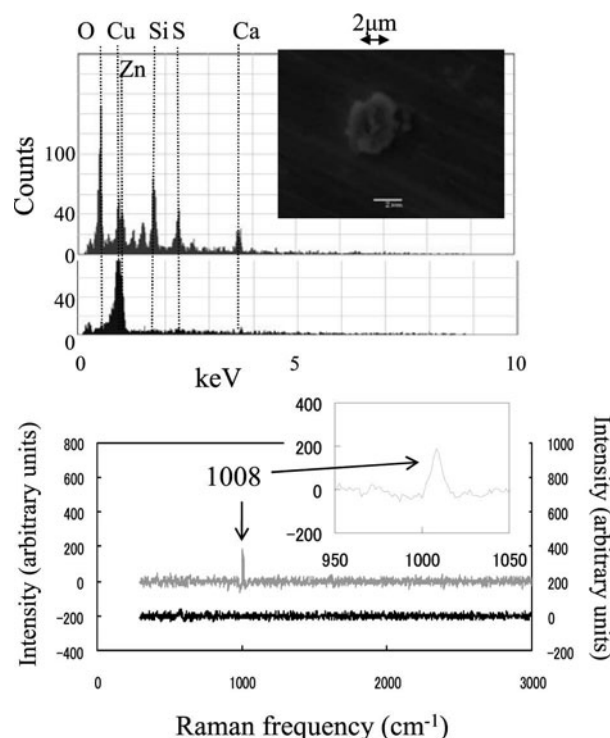 O Cu Si S Ca
Zn
2μm
Counts
100
40
0
40
0
2 μm
0 5 10
keV
Intensity (arbitrary units)
800
600
400
200
0
-200
-400
1008
400
200
0
-200
950 1000 1050
1000
800
600
400
200
0
-200
Intensity (arbitrary units)
0 1000 2000 3000
Raman frequency (cm⁻¹)